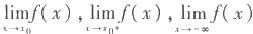 lim f(x), lim f(x), lim f(x)
x→x₀ x→x₀⁺ x→−∞